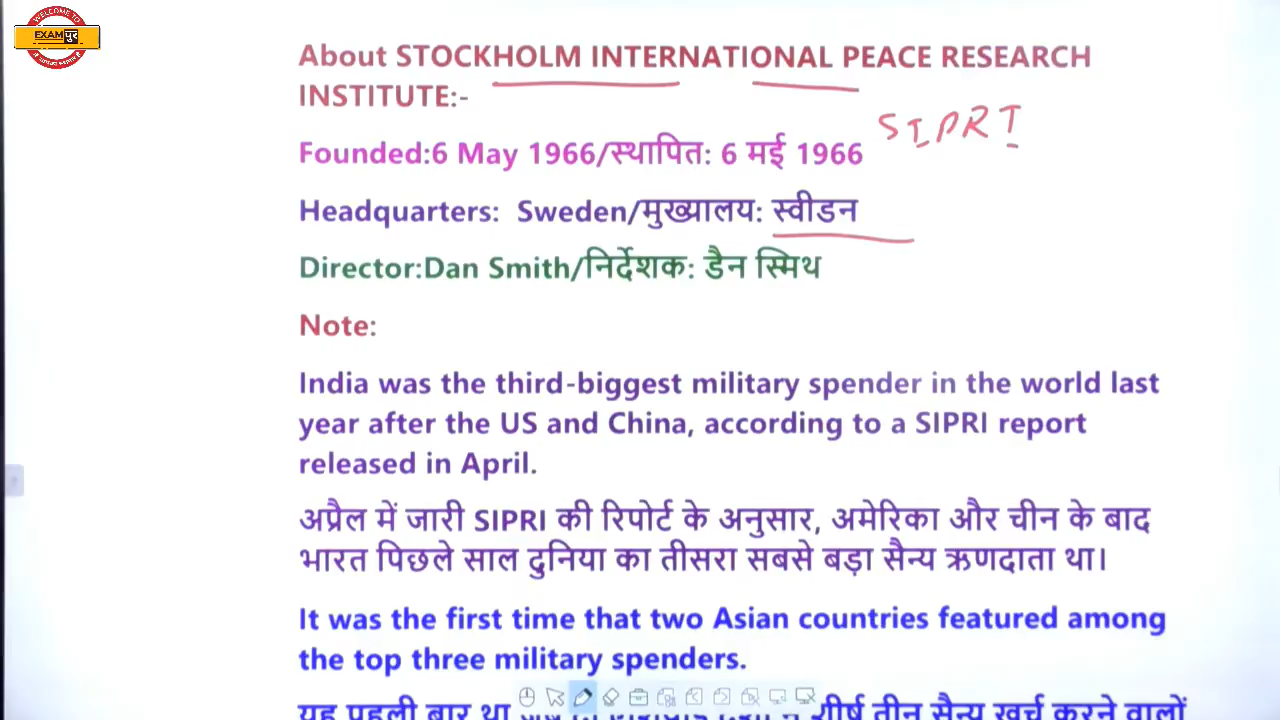 WELCOME TO
EXAM पुर
About STOCKHOLM INTERNATIONAL PEACE RESEARCH
INSTITUTE:-
SIPRI
Founded:6 May 1966/स्थापित: 6 मई 1966
Headquarters: Sweden/मुख्यालय: स्वीडन
Director:Dan Smith/निर्देशक: डैन स्मिथ
Note:
India was the third-biggest military spender in the world last
year after the US and China, according to a SIPRI report
released in April.
अप्रैल में जारी SIPRI की रिपोर्ट के अनुसार, अमेरिका और चीन के बाद
भारत पिछले साल दुनिया का तीसरा सबसे बड़ा सैन्य ऋणदाता था।
It was the first time that two Asian countries featured among
the top three military spenders.
यह पहली बार था शीर्ष तीन सैन्य खर्च करने वालों